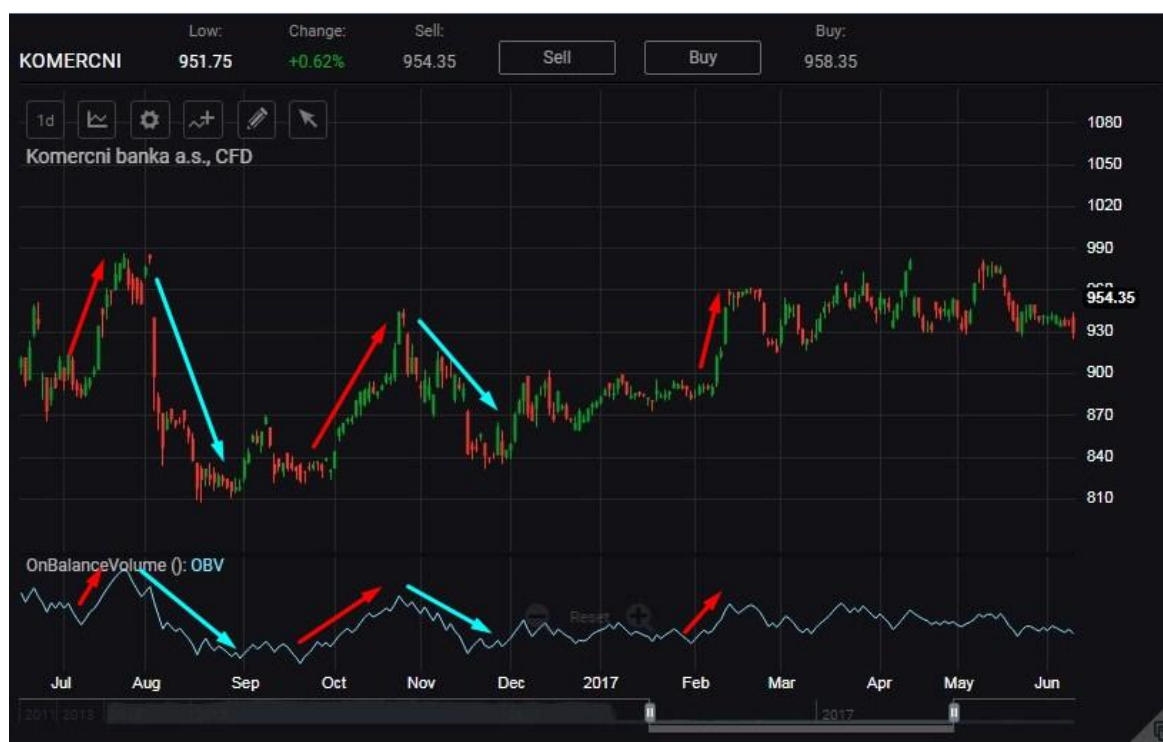 Low: Change: Sell: Buy:
KOMERCNI 951.75 +0.62% 954.35 Sell Buy 958.35
1d
Komercni banka a.s., CFD
1080
1050
1020
990
954.35
930
900
870
840
810
OnBalanceVolume (): OBV
Reset
Jul Aug Sep Oct Nov Dec 2017 Feb Mar Apr May Jun
2011 2013 2017